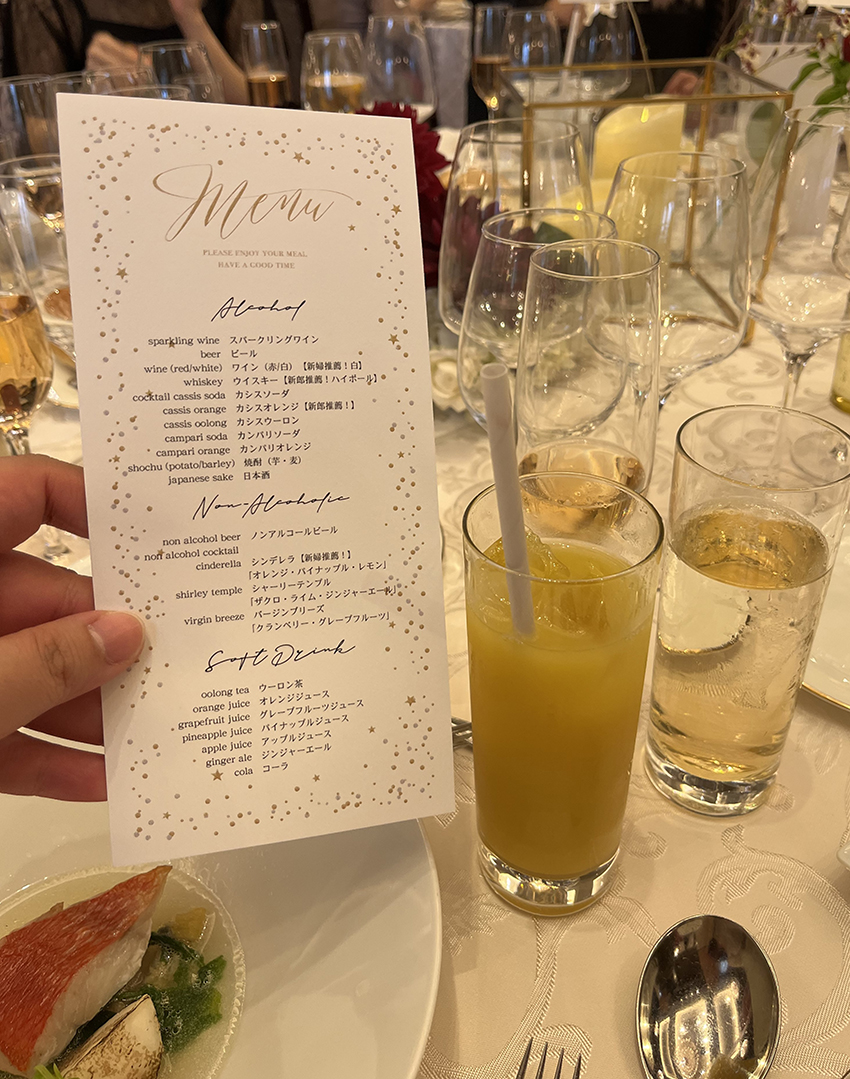 Menu
PLEASE ENJOY YOUR MEAL
HAVE A GOOD TIME
Alcohol
sparkling wine スパークリングワイン
beer ビール
wine (red/white) ワイン（赤/白）【新婦推薦！白】
whiskey ウイスキー【新郎推薦！ハイボール】
cocktail cassis soda カシスソーダ
cassis orange カシスオレンジ【新郎推薦！】
cassis oolong カシスウーロン
campari soda カンパリソーダ
campari orange カンパリオレンジ
shochu (potato/barley) 焼酎（芋・麦）
japanese sake 日本酒
Non-Alcoholic
non alcohol beer ノンアルコールビール
non alcohol cocktail
cinderella シンデレラ【新婦推薦！】
「オレンジ・パイナップル・レモン」
shirley temple シャーリーテンプル
「ザクロ・ライム・ジンジャーエール」
virgin breeze バージンブリーズ
「クランベリー・グレープフルーツ」
Soft Drink
oolong tea ウーロン茶
orange juice オレンジジュース
grapefruit juice グレープフルーツジュース
pineapple juice パイナップルジュース
apple juice アップルジュース
ginger ale ジンジャーエール
cola コーラ